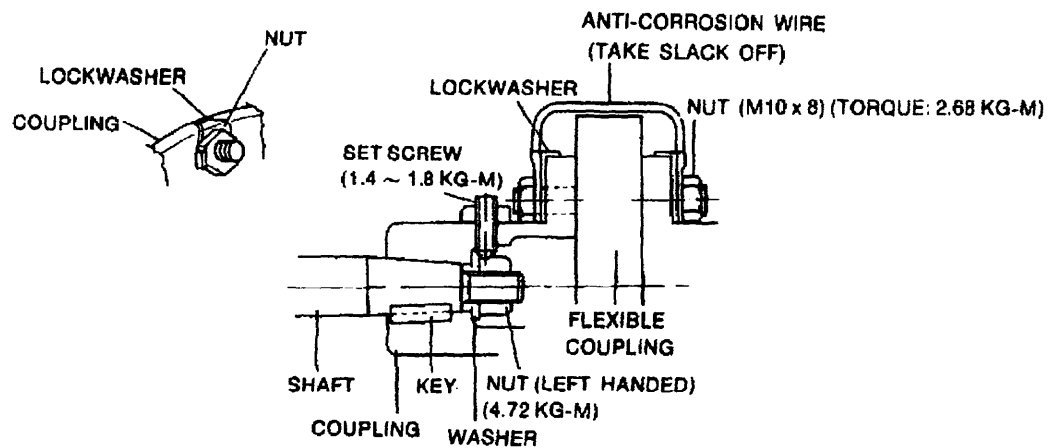 NUT
LOCKWASHER
COUPLING
ANTI-CORROSION WIRE
(TAKE SLACK OFF)
LOCKWASHER
NUT (M10 x 8) (TORQUE: 2.68 KG-M)
SET SCREW
(1.4 ~ 1.8 KG-M)
FLEXIBLE
COUPLING
SHAFT
KEY
NUT (LEFT HANDED)
(4.72 KG-M)
COUPLING
WASHER